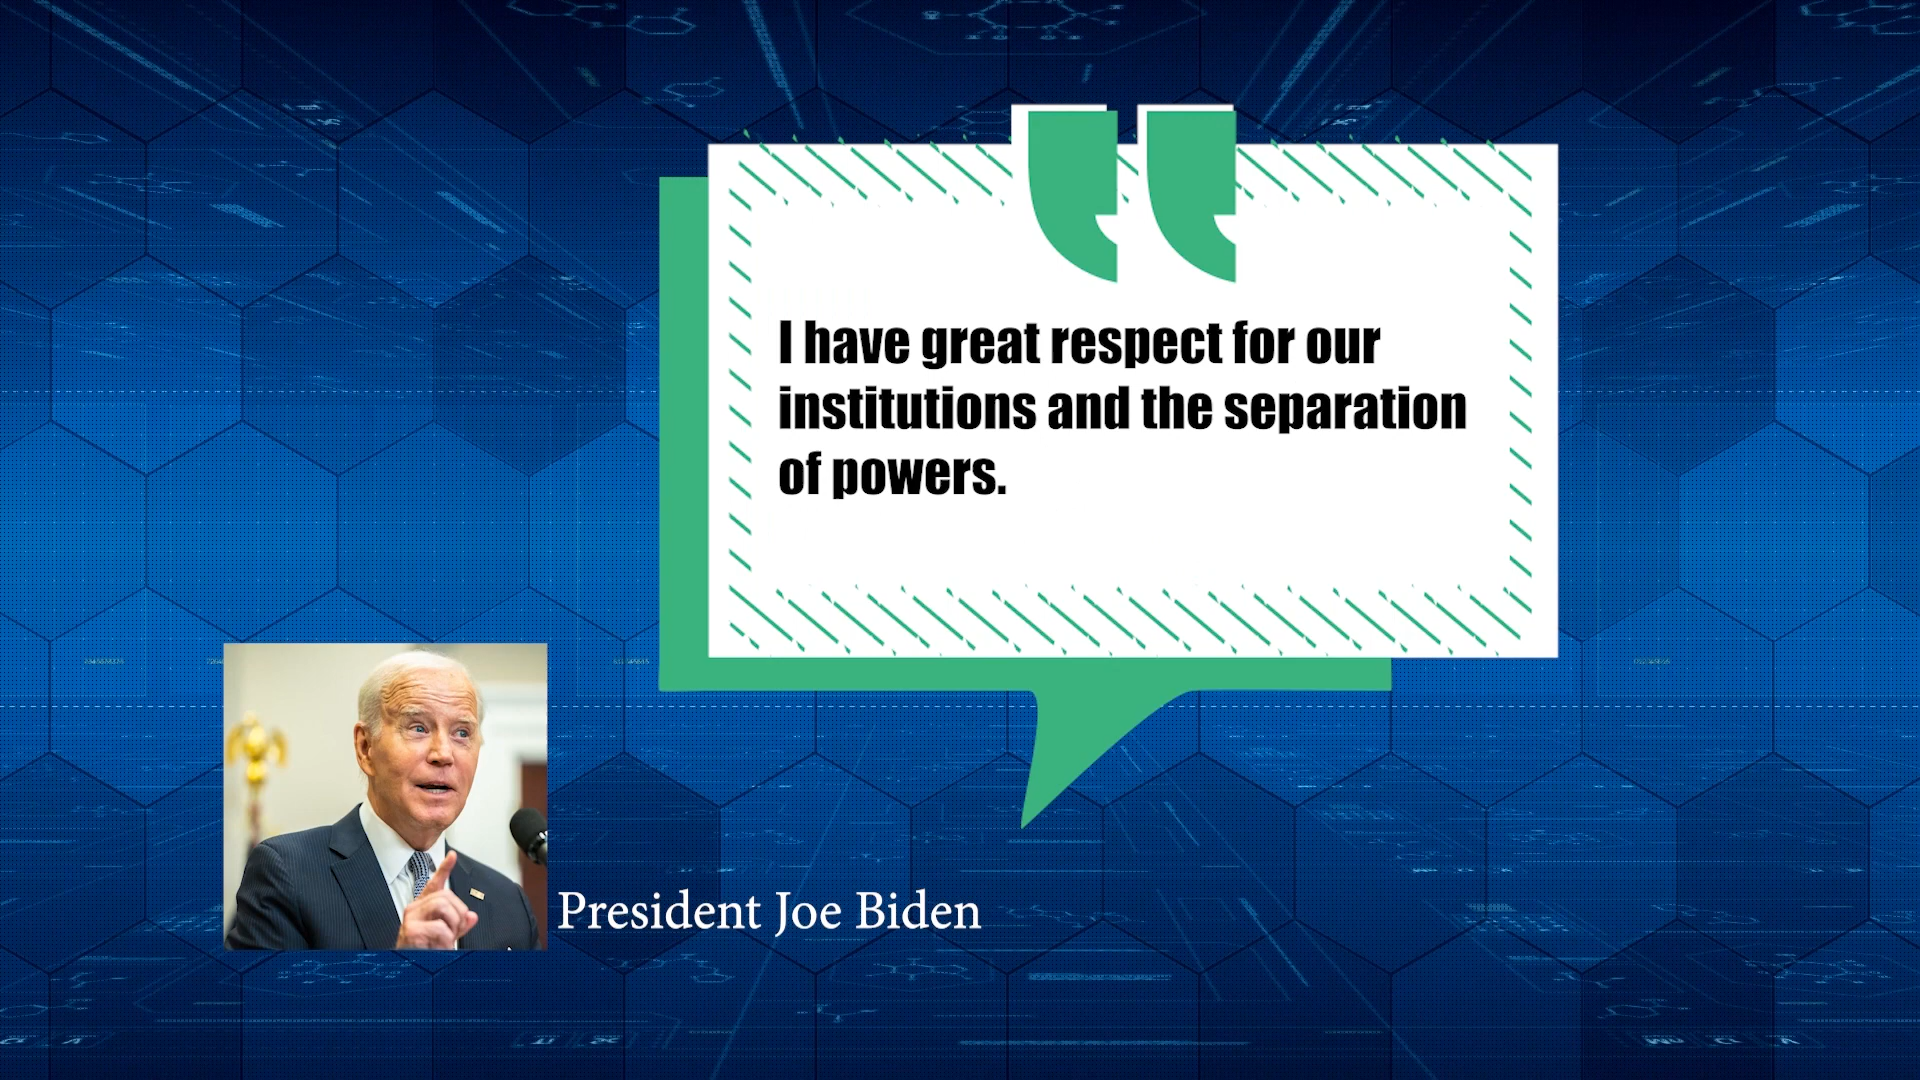 I have great respect for our
institutions and the separation
of powers.
President Joe Biden